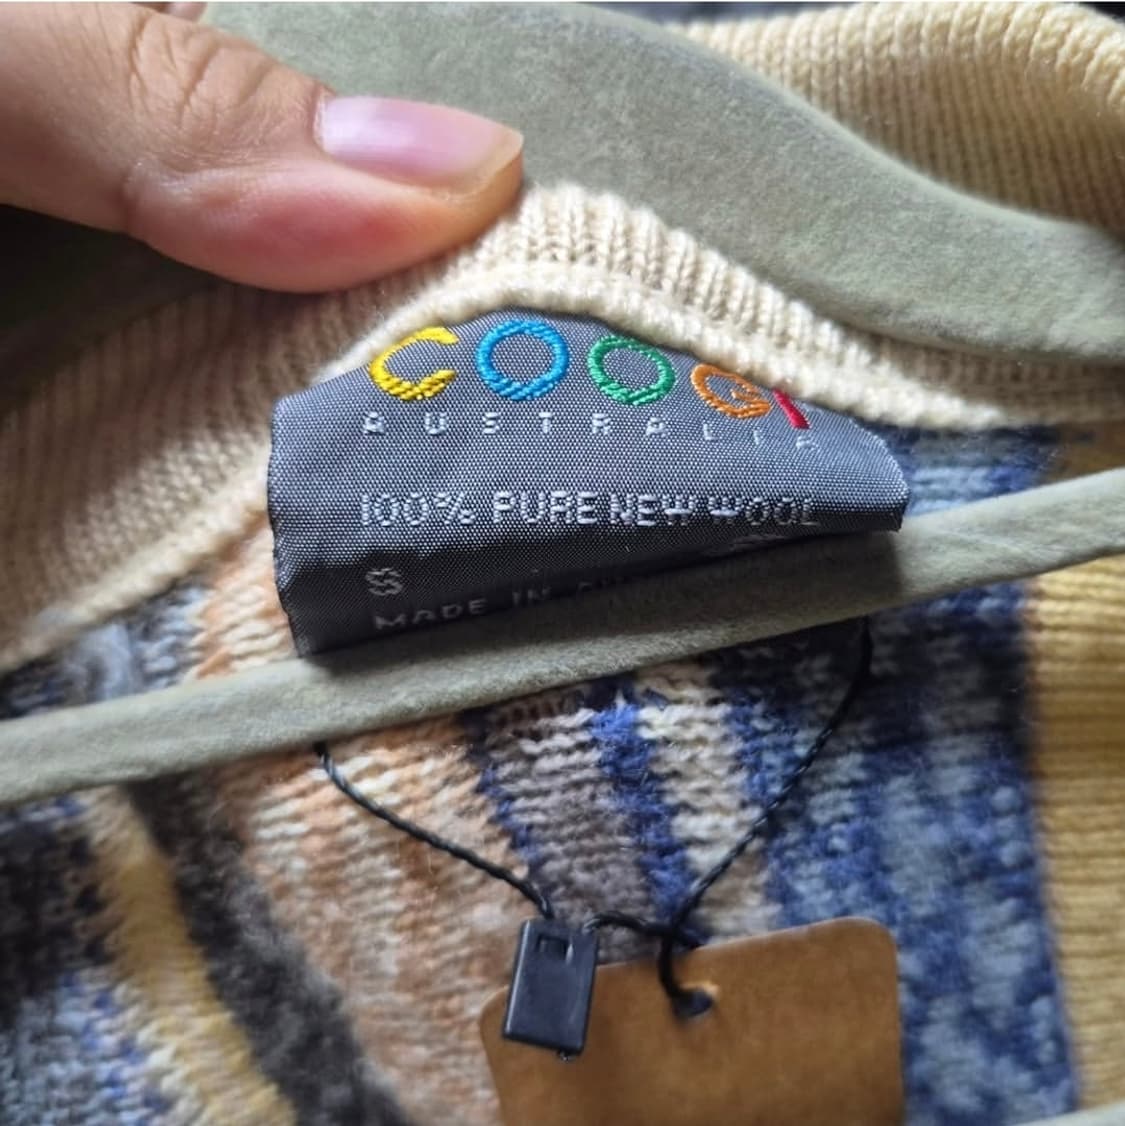 COOGI
AUSTRALIA
100% PURE NEW WOOL
S
MADE IN